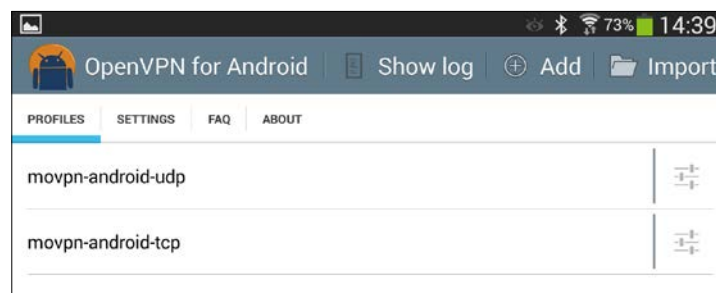 73% 14:39
OpenVPN for Android Show log Add Import
PROFILES SETTINGS FAQ ABOUT
movpn-android-udp
movpn-android-tcp